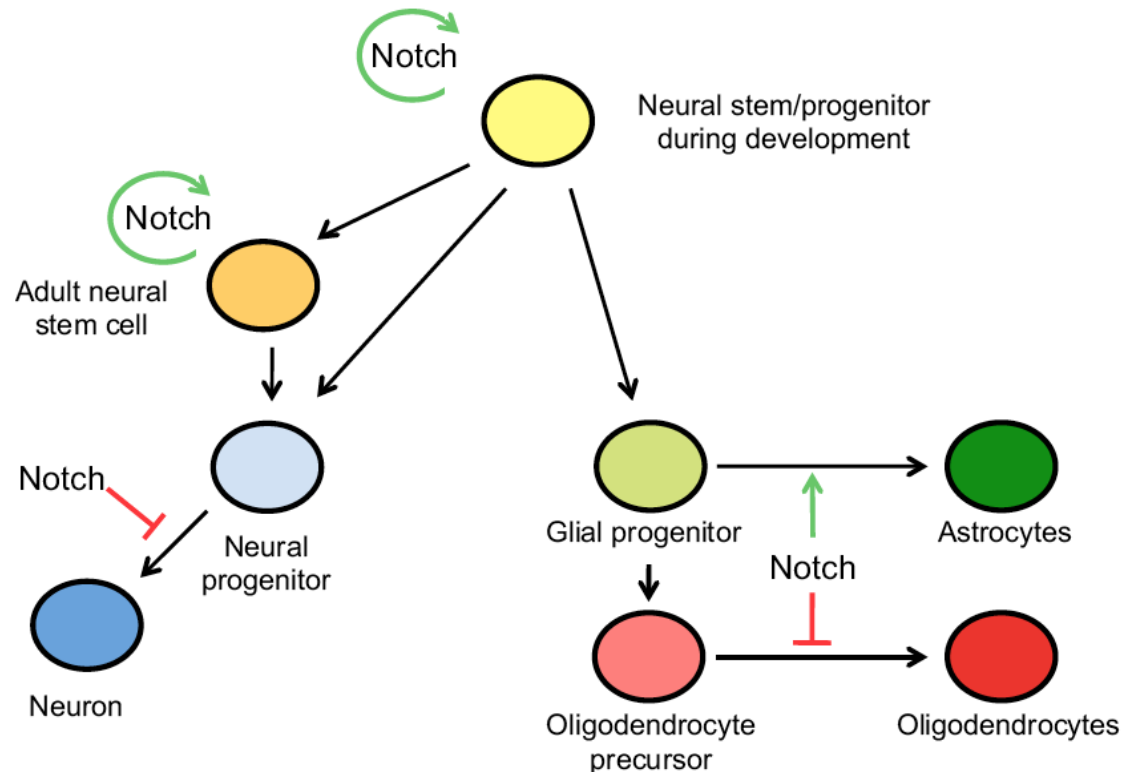 Notch
Neural stem/progenitor
during development
Notch
Adult neural
stem cell
Notch
Neural
progenitor
Neuron
Glial progenitor
Astrocytes
Notch
Oligodendrocyte
precursor
Oligodendrocytes